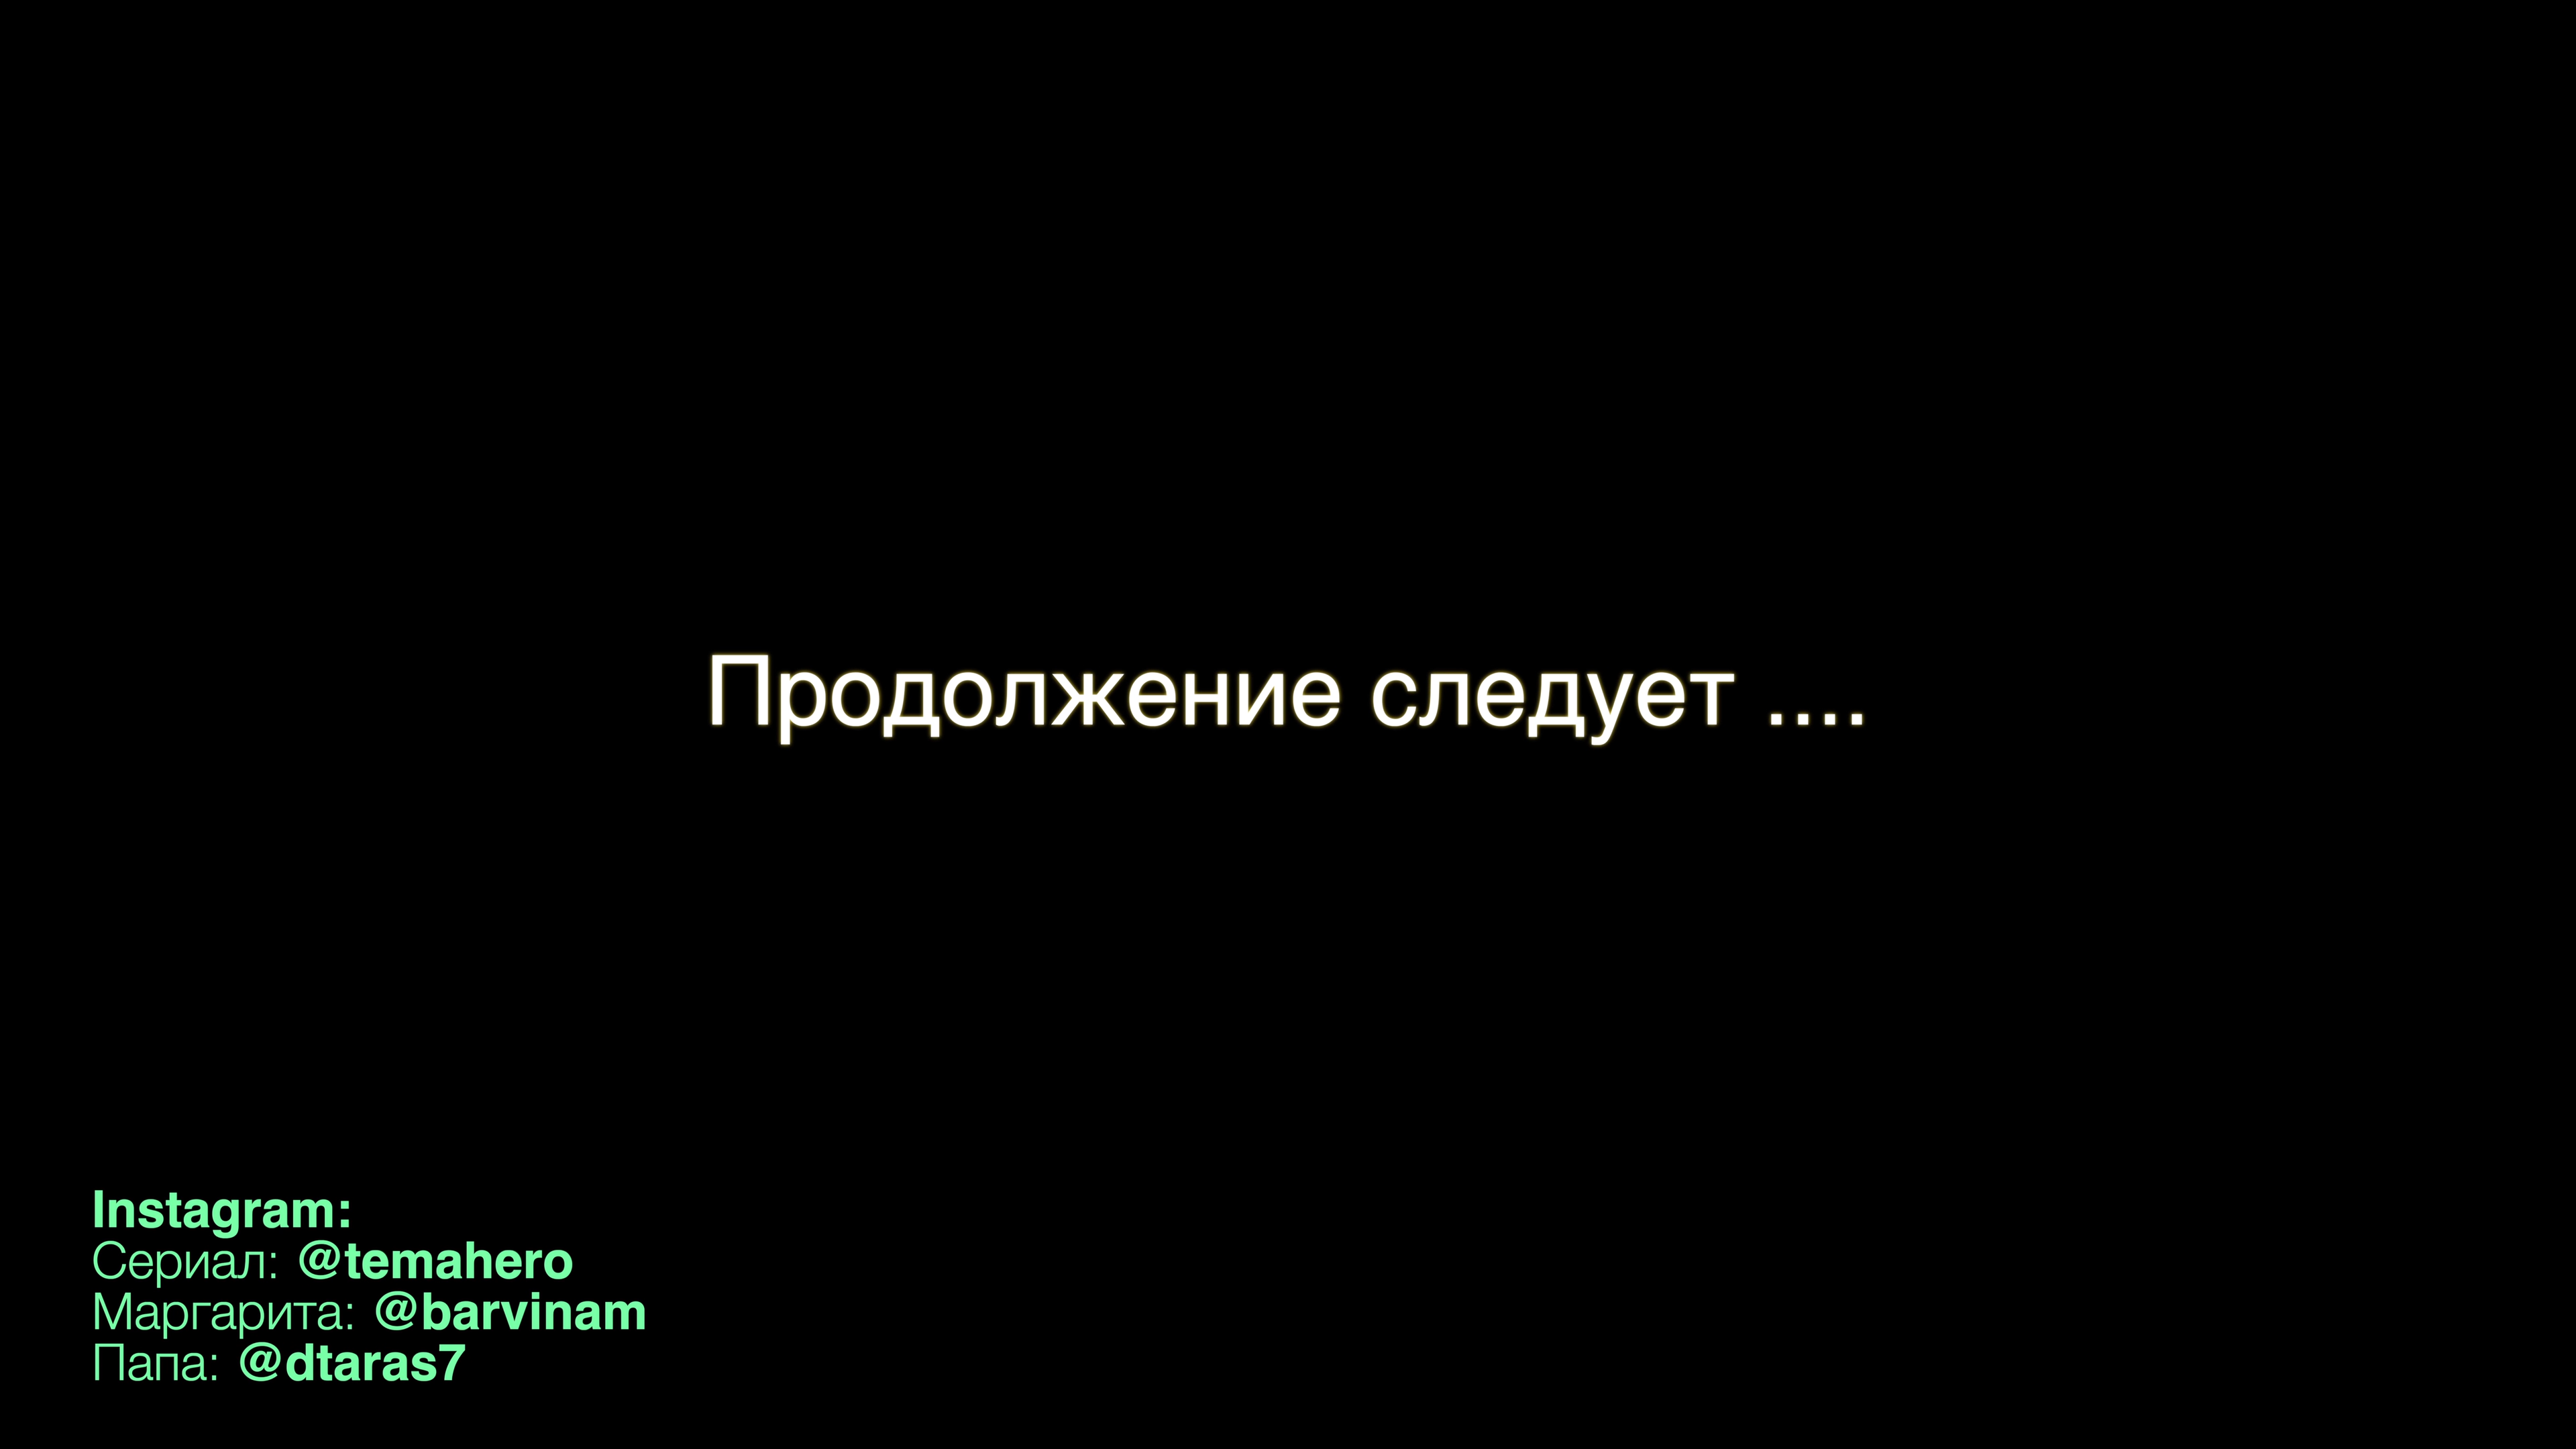 Продолжение следует ....
Instagram:
Сериал: @temahero
Маргарита: @barvinam
Папа: @dtaras7